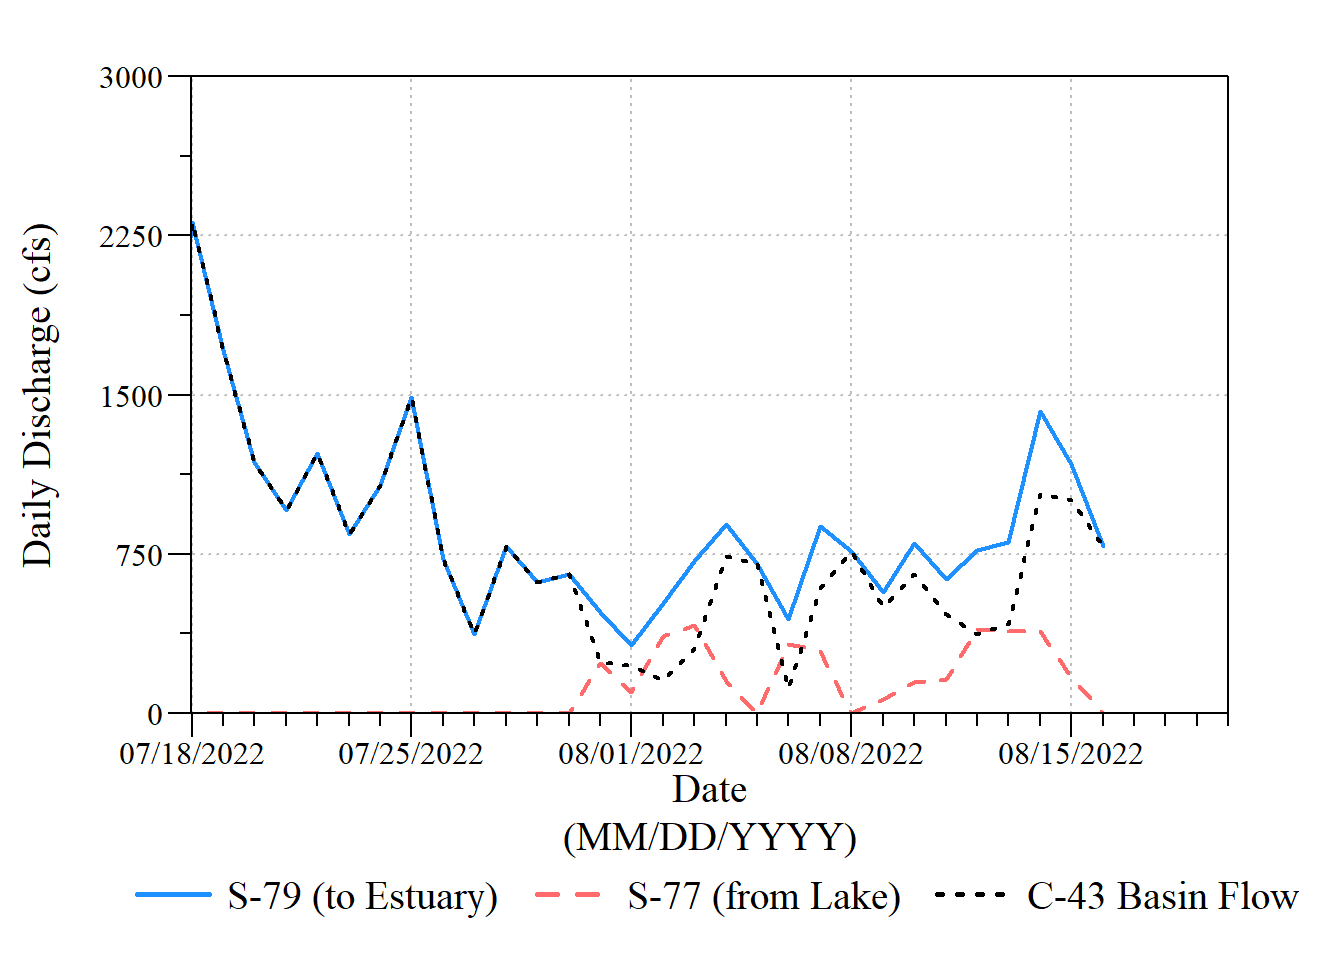 3000
2250
1500
750
0
Daily Discharge (cfs)
07/18/2022 07/25/2022 08/01/2022 08/08/2022 08/15/2022
Date
(MM/DD/YYYY)
S-79 (to Estuary) S-77 (from Lake) C-43 Basin Flow